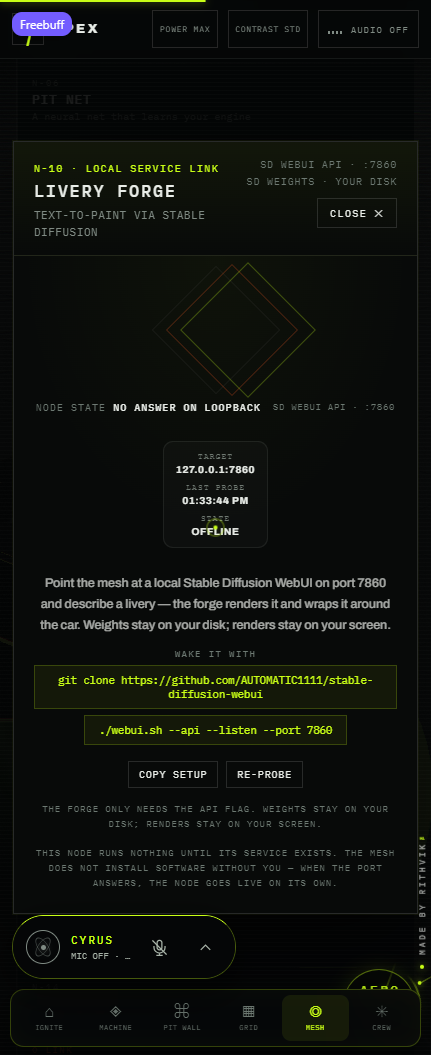 Freebuff
PEX
POWER MAX
CONTRAST STD
AUDIO OFF
N-09
PIT NET
A neural net that learns your engine
N-10 · LOCAL SERVICE LINK
SD WEBUI API · :7860
SD WEIGHTS · YOUR DISK
LIVERY FORGE
TEXT-TO-PAINT VIA STABLE
DIFFUSION
CLOSE ✕
NODE STATE NO ANSWER ON LOOPBACK
SD WEBUI API · :7860
TARGET
127.0.0.1:7860
LAST PROBE
01:33:44 PM
STATE
OFFLINE
Point the mesh at a local Stable Diffusion WebUI on port 7860
and describe a livery — the forge renders it and wraps it around
the car. Weights stay on your disk; renders stay on your screen.
WAKE IT WITH
git clone https://github.com/AUTOMATIC1111/stable-
diffusion-webui
./webui.sh --api --listen --port 7860
COPY SETUP
RE-PROBE
THE FORGE ONLY NEEDS THE API FLAG. WEIGHTS STAY ON YOUR
DISK; RENDERS STAY ON YOUR SCREEN.
THIS NODE RUNS NOTHING UNTIL ITS SERVICE EXISTS. THE MESH
DOES NOT INSTALL SOFTWARE WITHOUT YOU — WHEN THE PORT
ANSWERS, THE NODE GOES LIVE ON ITS OWN.
MADE BY RITHVIK
CYRUS
MIC OFF · …
AERO
IGNITE
MACHINE
PIT WALL
GRID
MESH
CREW